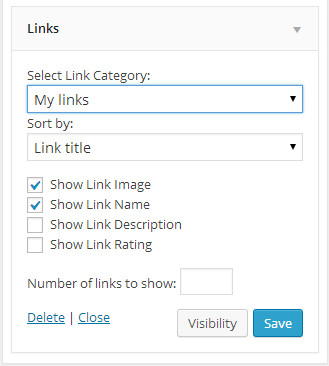 Links
Select Link Category:
My links
Sort by:
Link title
Show Link Image
Show Link Name
Show Link Description
Show Link Rating
Number of links to show:
Delete | Close Visibility Save